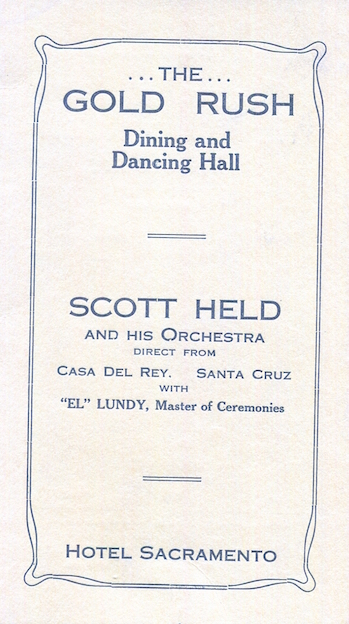 ...THE...
GOLD RUSH
Dining and
Dancing Hall
SCOTT HELD
AND HIS ORCHESTRA
DIRECT FROM
CASA DEL REY. SANTA CRUZ
WITH
"EL" LUNDY, Master of Ceremonies
HOTEL SACRAMENTO